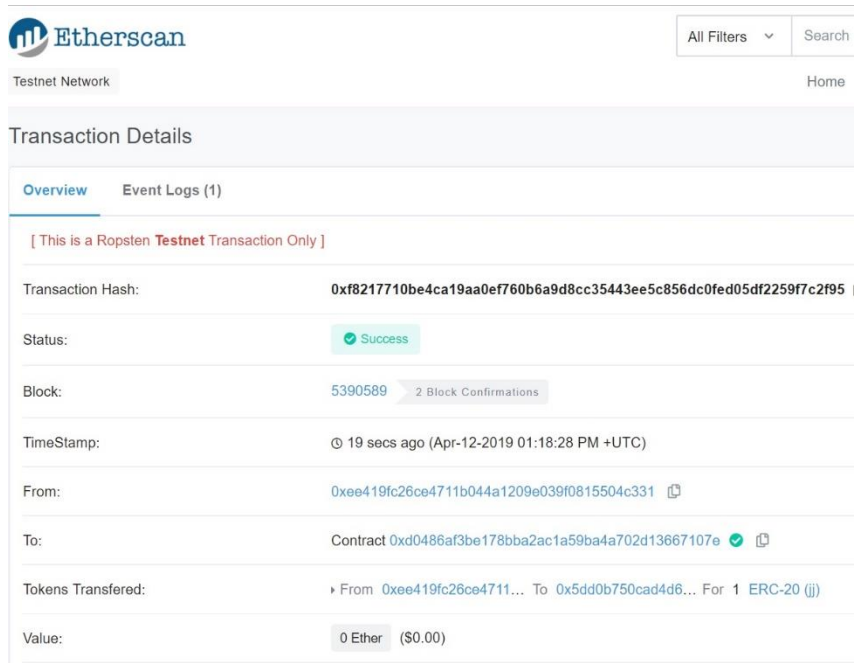 Etherscan
All Filters
Search
Testnet Network
Home
Transaction Details
Overview Event Logs (1)
[ This is a Ropsten Testnet Transaction Only ]
Transaction Hash: 0xf8217710be4ca19aa0ef760b6a9d8cc35443ee5c856dc0fed05df2259f7c2f95
Status: Success
Block: 5390589 2 Block Confirmations
TimeStamp: 19 secs ago (Apr-12-2019 01:18:28 PM +UTC)
From: 0xee419fc26ce4711b044a1209e039f0815504c331
To: Contract 0xd0486af3be178bba2ac1a59ba4a702d13667107e
Tokens Transfered: From 0xee419fc26ce4711... To 0x5dd0b750cad4d6... For 1 ERC-20 (jj)
Value: 0 Ether ($0.00)